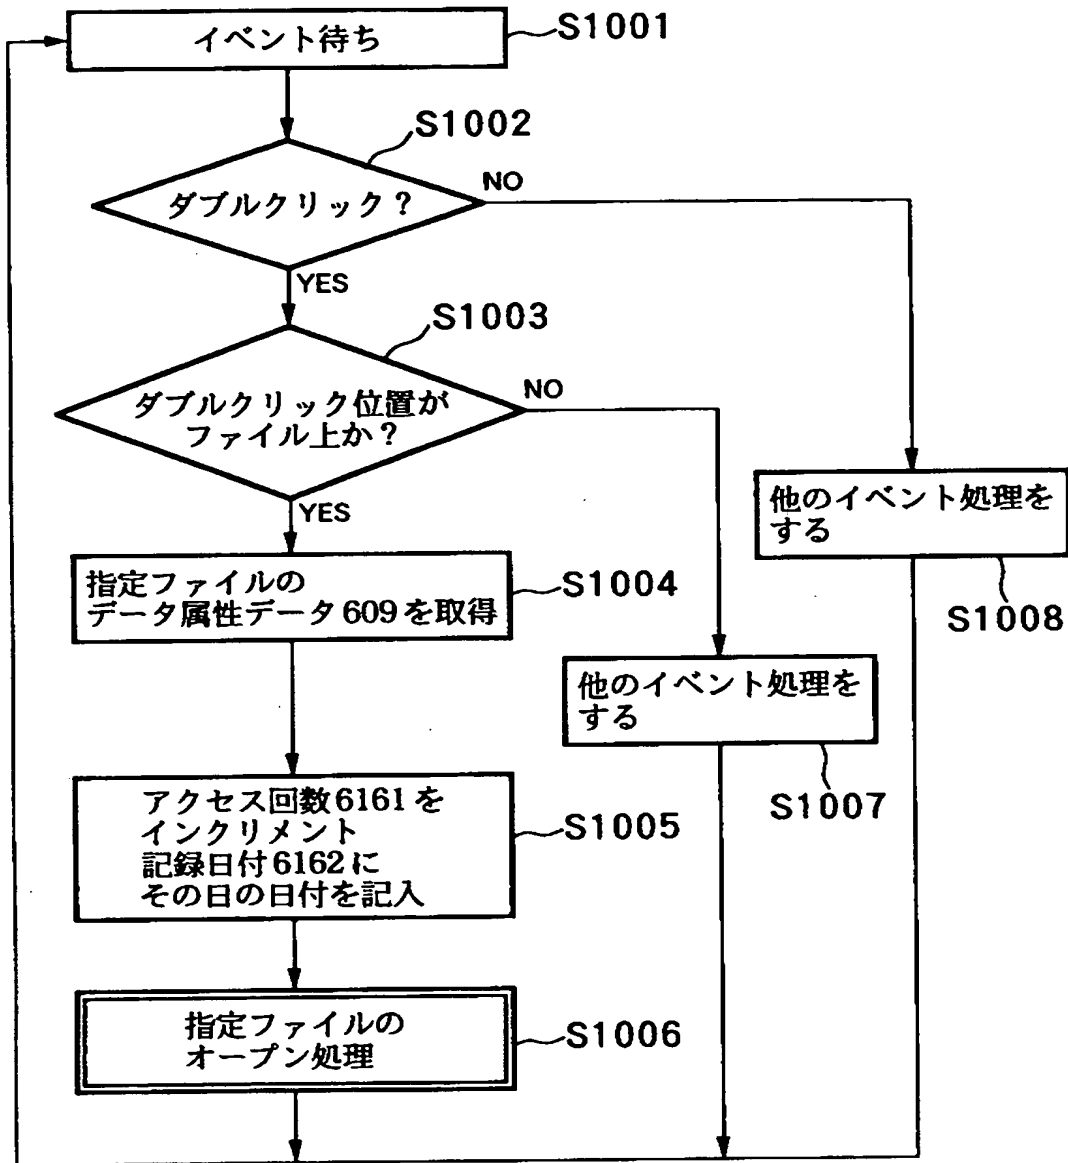 イベント待ち
S1001
S1002
ダブルクリック？
NO
YES
S1003
ダブルクリック位置が
ファイル上か？
NO
YES
他のイベント処理を
する
S1008
指定ファイルの
データ属性データ609を取得
S1004
他のイベント処理を
する
S1007
アクセス回数6161を
インクリメント
記録日付6162に
その日の日付を記入
S1005
指定ファイルの
オープン処理
S1006